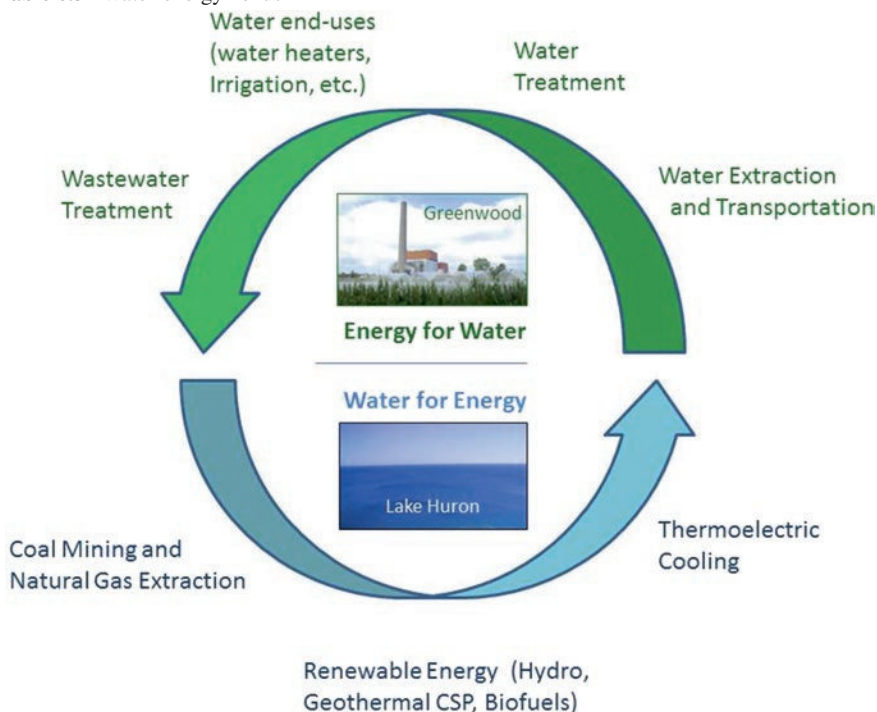 Water end-uses
(water heaters,
Irrigation, etc.)
Water
Treatment
Wastewater
Treatment
Water Extraction
and Transportation
Greenwood
Energy for Water
Water for Energy
Lake Huron
Coal Mining and
Natural Gas Extraction
Thermoelectric
Cooling
Renewable Energy (Hydro,
Geothermal CSP, Biofuels)